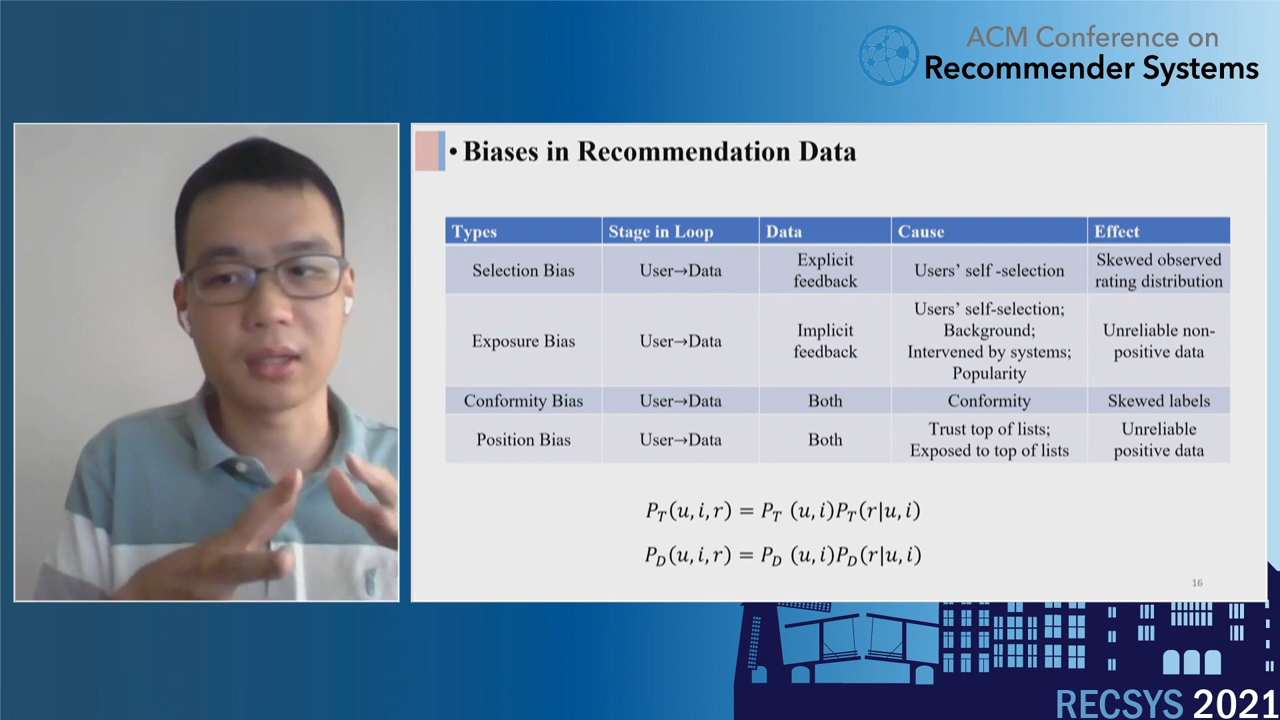 ACM Conference on
Recommender Systems
• Biases in Recommendation Data
Types Stage in Loop Data Cause Effect
Selection Bias User→Data Explicit feedback Users’ self -selection Skewed observed rating distribution
Exposure Bias User→Data Implicit feedback Users’ self-selection; Background; Intervened by systems; Popularity Unreliable non-positive data
Conformity Bias User→Data Both Conformity Skewed labels
Position Bias User→Data Both Trust top of lists; Exposed to top of lists Unreliable positive data
P_T(u, i, r) = P_T (u, i)P_T(r|u, i)
P_D(u, i, r) = P_D (u, i)P_D(r|u, i)
16
RECSYS 2021